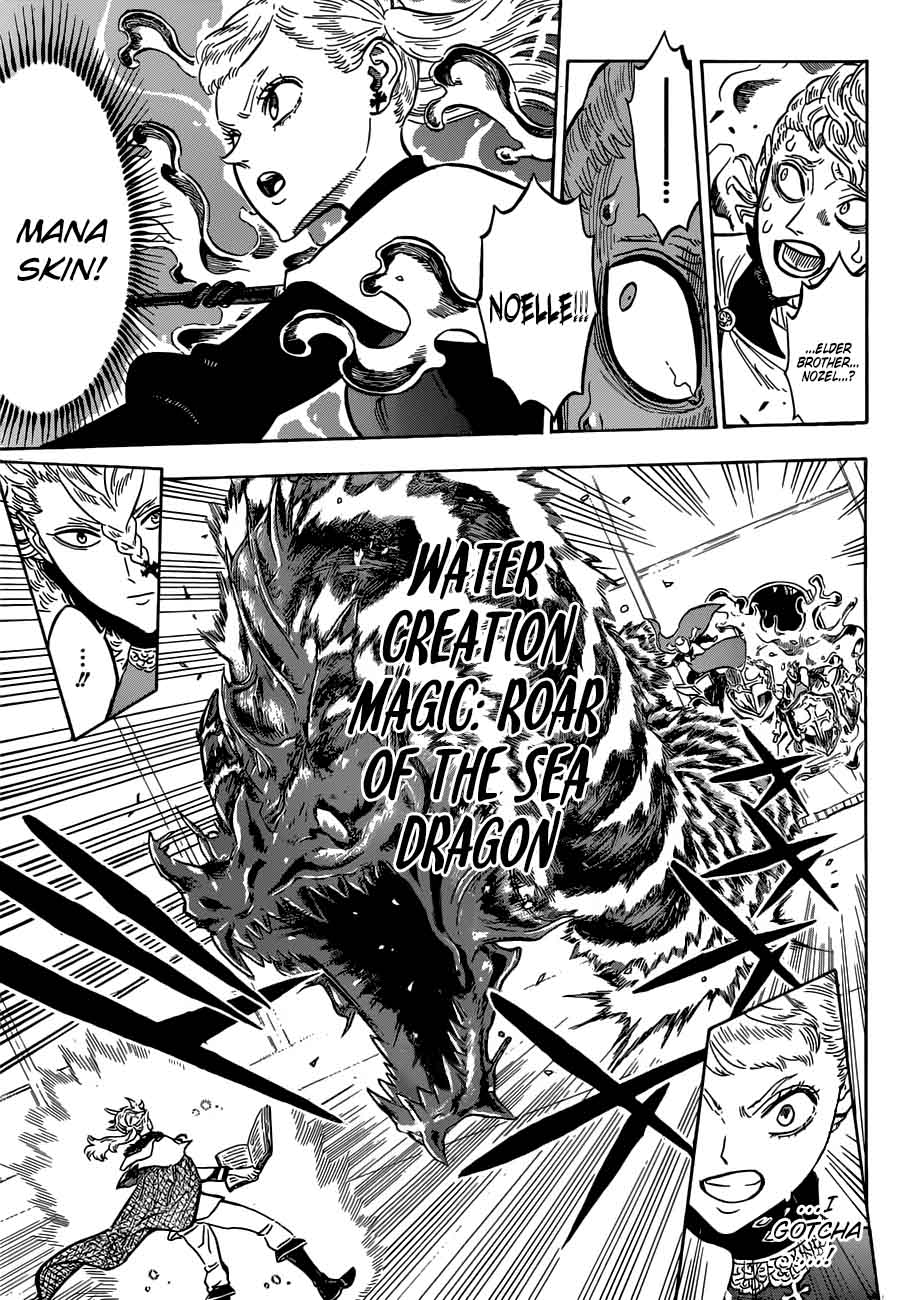 ...ELDER
BROTHER...
NOZEL...?
...!!
NOELLE!!!
MANA
SKIN!
WATER
CREATION
MAGIC: ROAR
OF THE SEA
DRAGON
...!!
...I
GOTCHA
...!